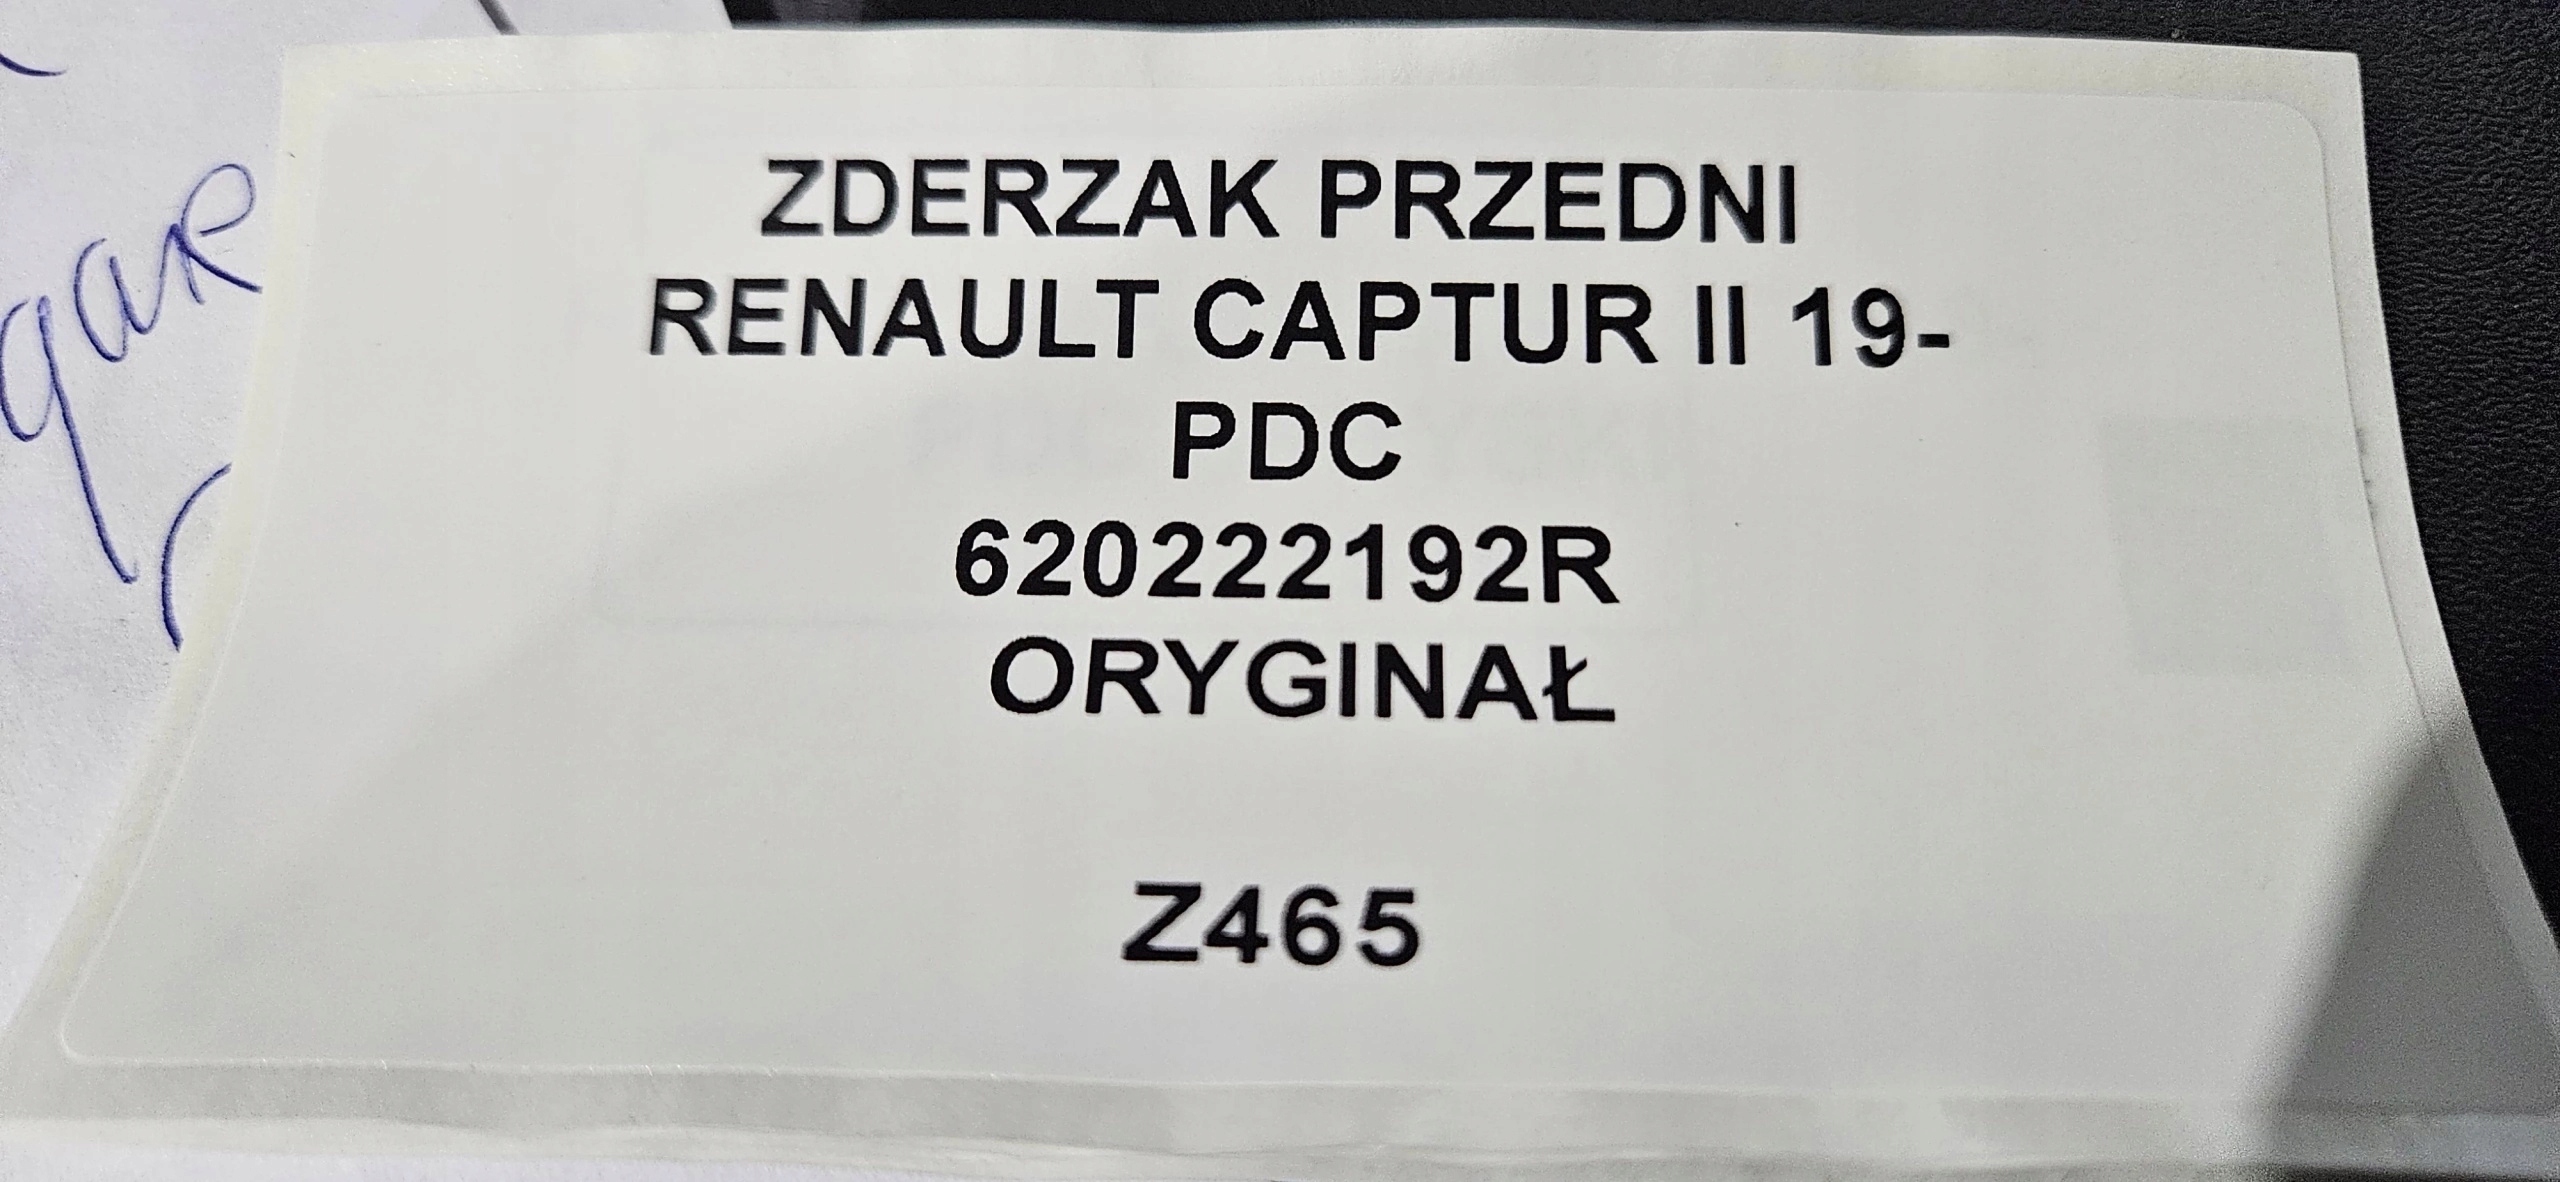 ZDERZAK PRZEDNI
RENAULT CAPTUR II 19-
PDC
620222192R
ORYGINAŁ
Z465